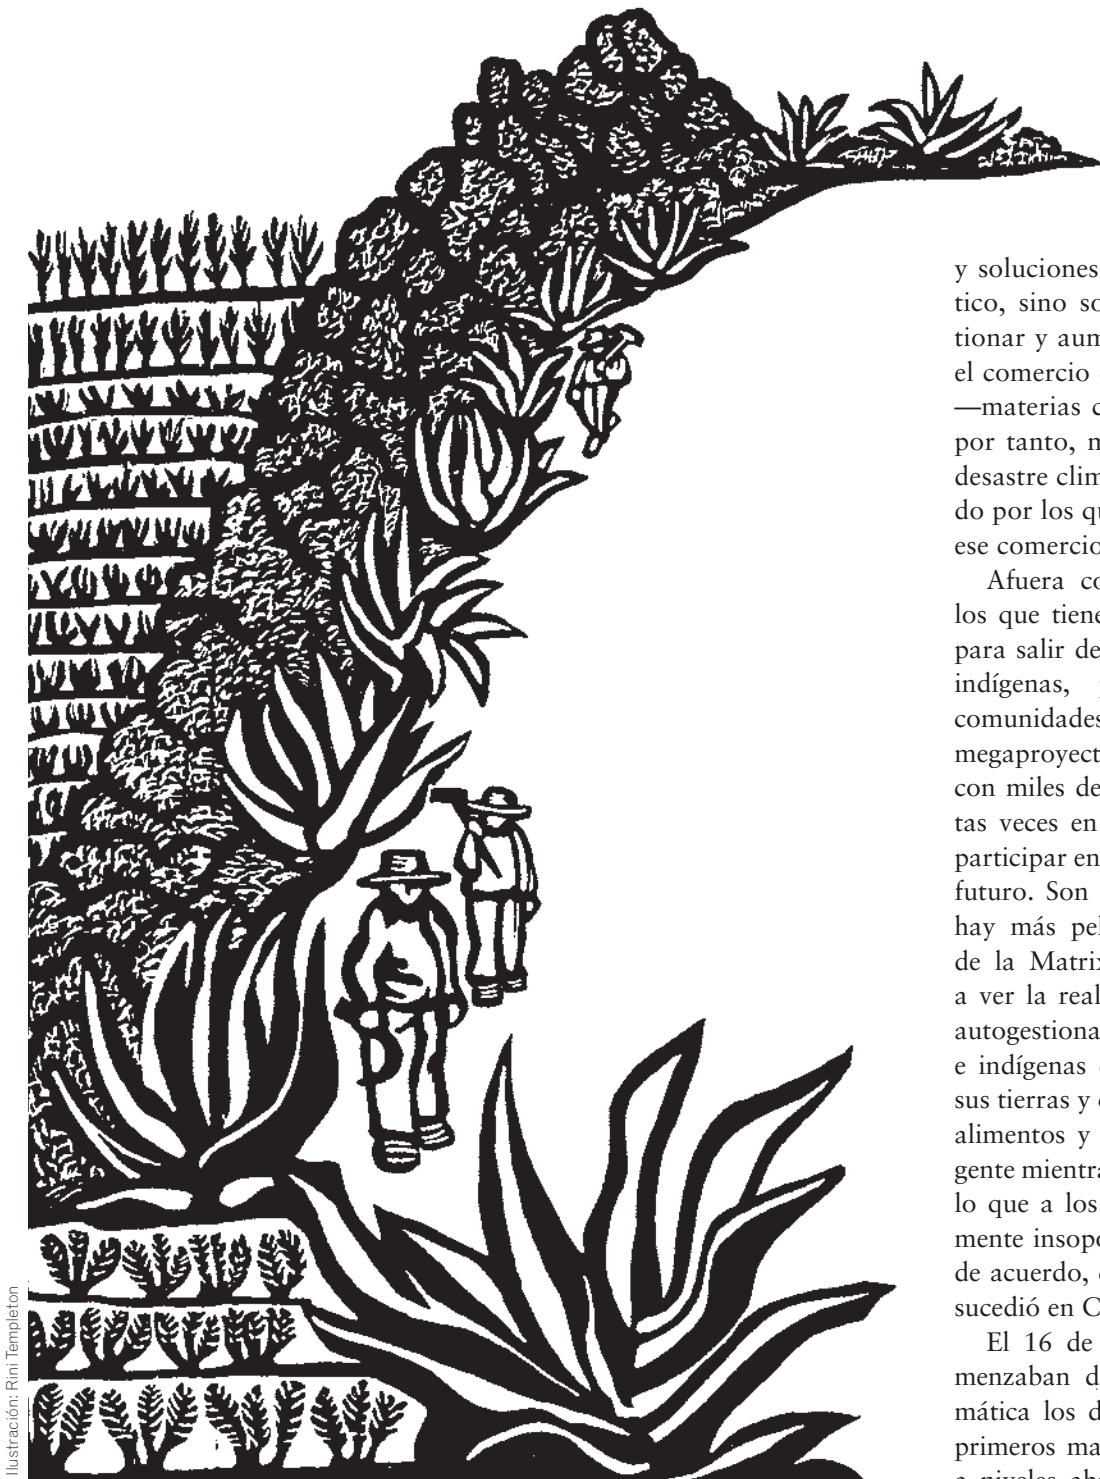 y soluciones
tico, sino so
tionar y aum
el comercio
—materias c
por tanto, m
desastre clim
do por los qu
ese comercio
Afuera co
los que tiene
para salir de
indígenas,
comunidades
megaproyect
con miles de
tas veces en
participar en
futuro. Son
hay más pel
de la Matrix
a ver la real
autogestiona
e indígenas
sus tierras y
alimentos y
gente mientra
lo que a los
mente insopo
de acuerdo,
sucedió en C
El 16 de
menzaban d
mática los d
primeros ma
a niveles
Ilustración: Rini Templeton